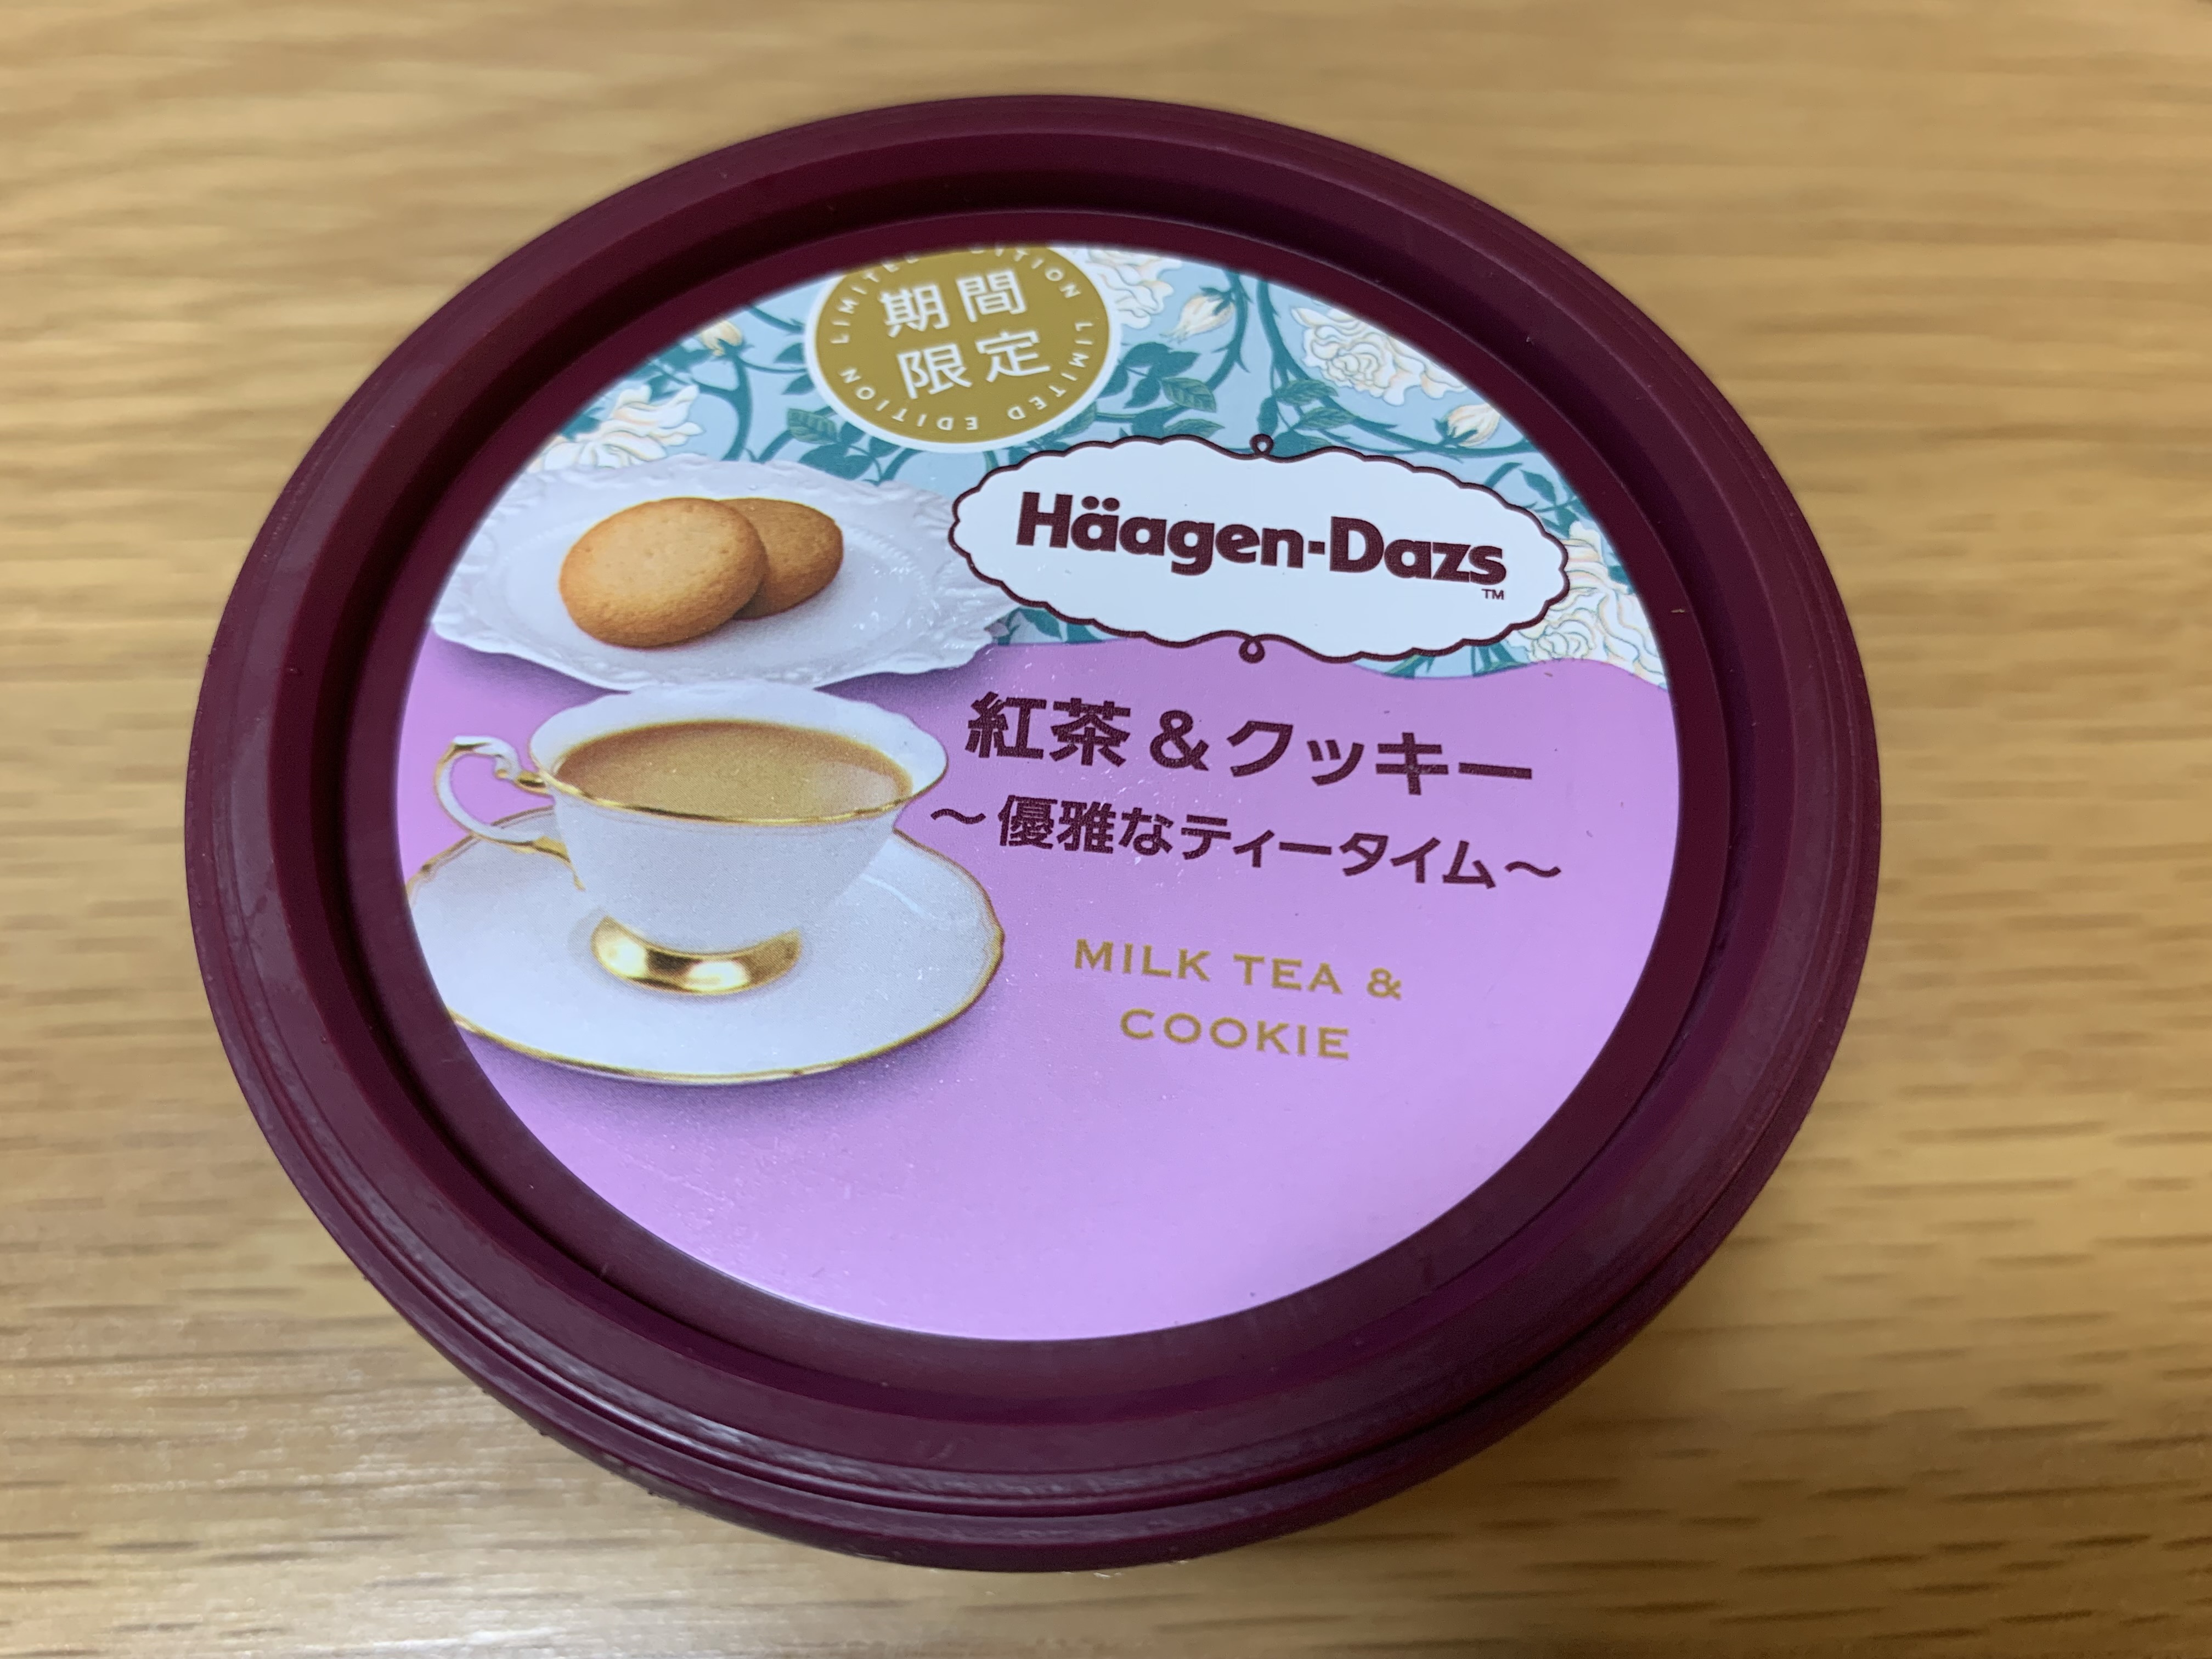 LIMITED EDITION LIMITED EDITION
期間
限定
Häagen-Dazs
TM
紅茶&クッキー
〜優雅なティータイム〜
MILK TEA &
COOKIE